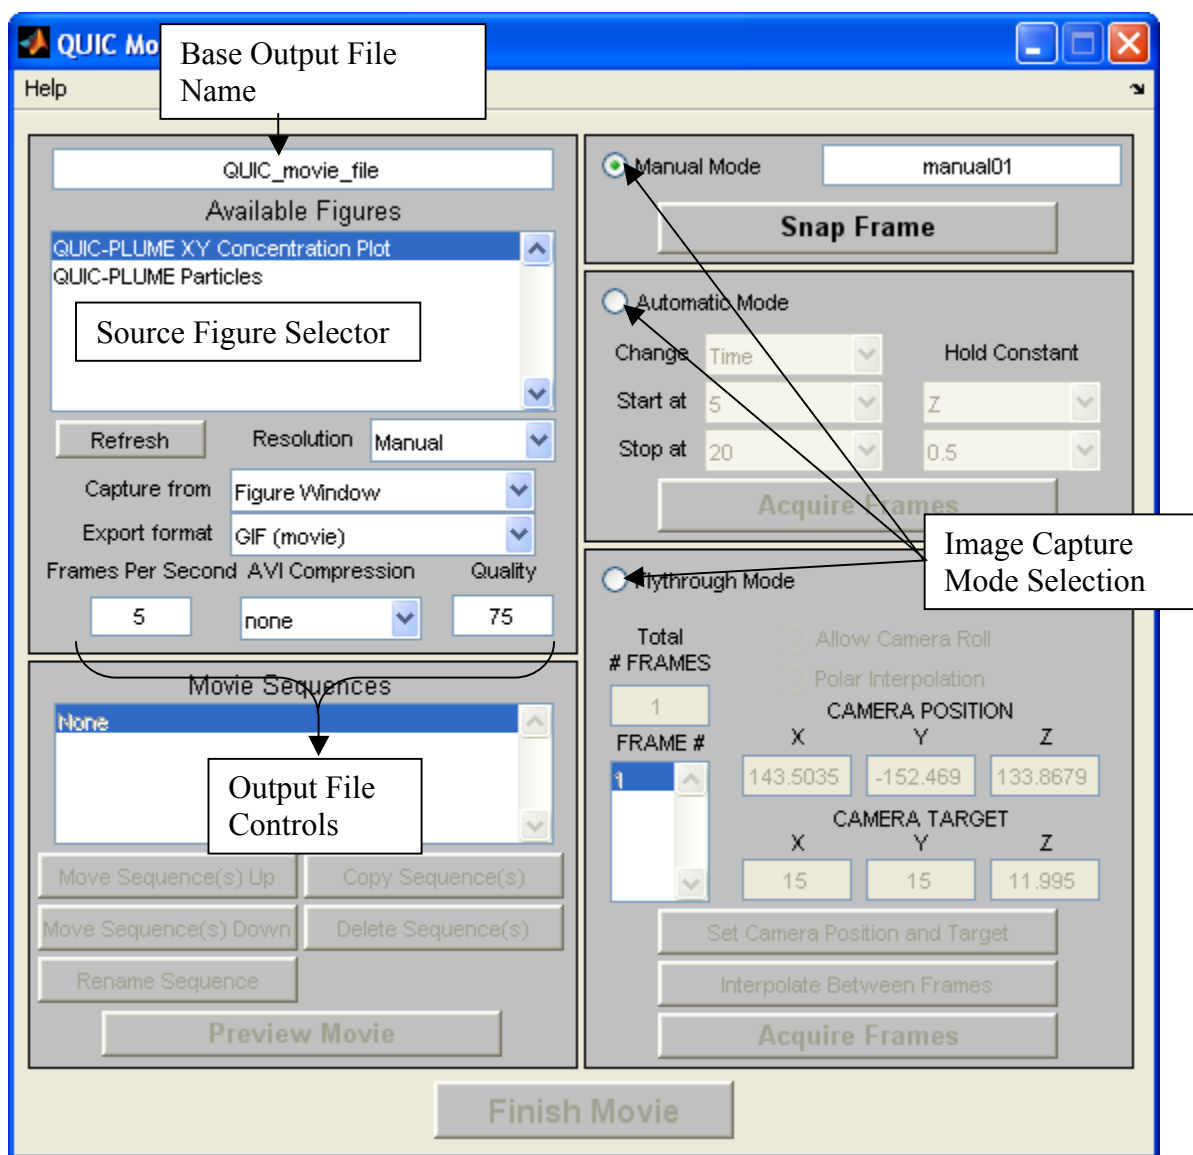 QUIC Mo
Base Output File
Name
Help
QUIC_movie_file
Available Figures
QUIC-PLUME XY Concentration Plot
QUIC-PLUME Particles
Source Figure Selector
Refresh
Resolution
Manual
Capture from
Figure Window
Export format
GIF (movie)
Frames Per Second
AVI Compression
Quality
5
none
75
Movie Sequences
None
Output File
Controls
Move Sequence(s) Up
Copy Sequence(s)
Move Sequence(s) Down
Delete Sequence(s)
Rename Sequence
Preview Movie
Manual Mode
manual01
Snap Frame
Automatic Mode
Change
Time
Hold Constant
Start at
5
Z
Stop at
20
0.5
Acquire Frames
Image Capture
Mode Selection
Flythrough Mode
Total
# FRAMES
Allow Camera Roll
Polar Interpolation
1
CAMERA POSITION
FRAME #
X Y Z
1
143.5035 -152.469 133.8679
CAMERA TARGET
X Y Z
15 15 11.995
Set Camera Position and Target
Interpolate Between Frames
Acquire Frames
Finish Movie